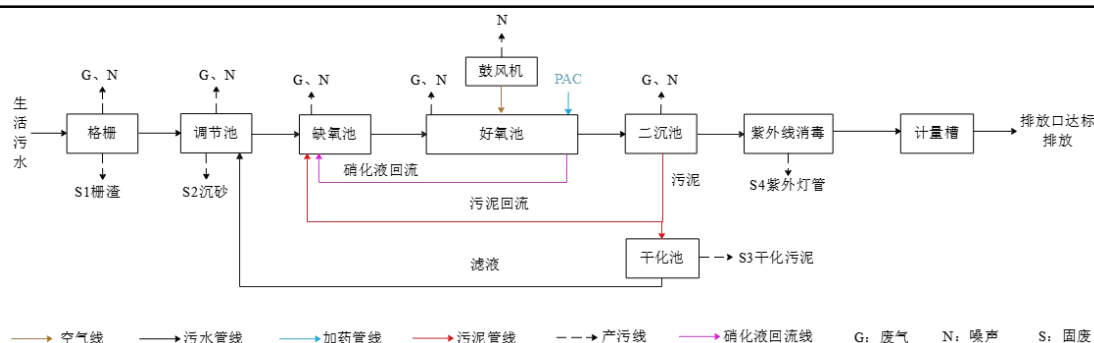 N
G、N
G、N
G、N
G、N
鼓风机
PAC
G、N
生活污水
格栅
调节池
缺氧池
好氧池
二沉池
紫外线消毒
计量槽
排放口达标
排放
硝化液回流
污泥
S1栅渣
S2沉砂
S4紫外灯管
污泥回流
干化池
S3干化污泥
滤液
空气线
污水管线
加药管线
污泥管线
产污线
硝化液回流线
G：废气
N：噪声
S：固废